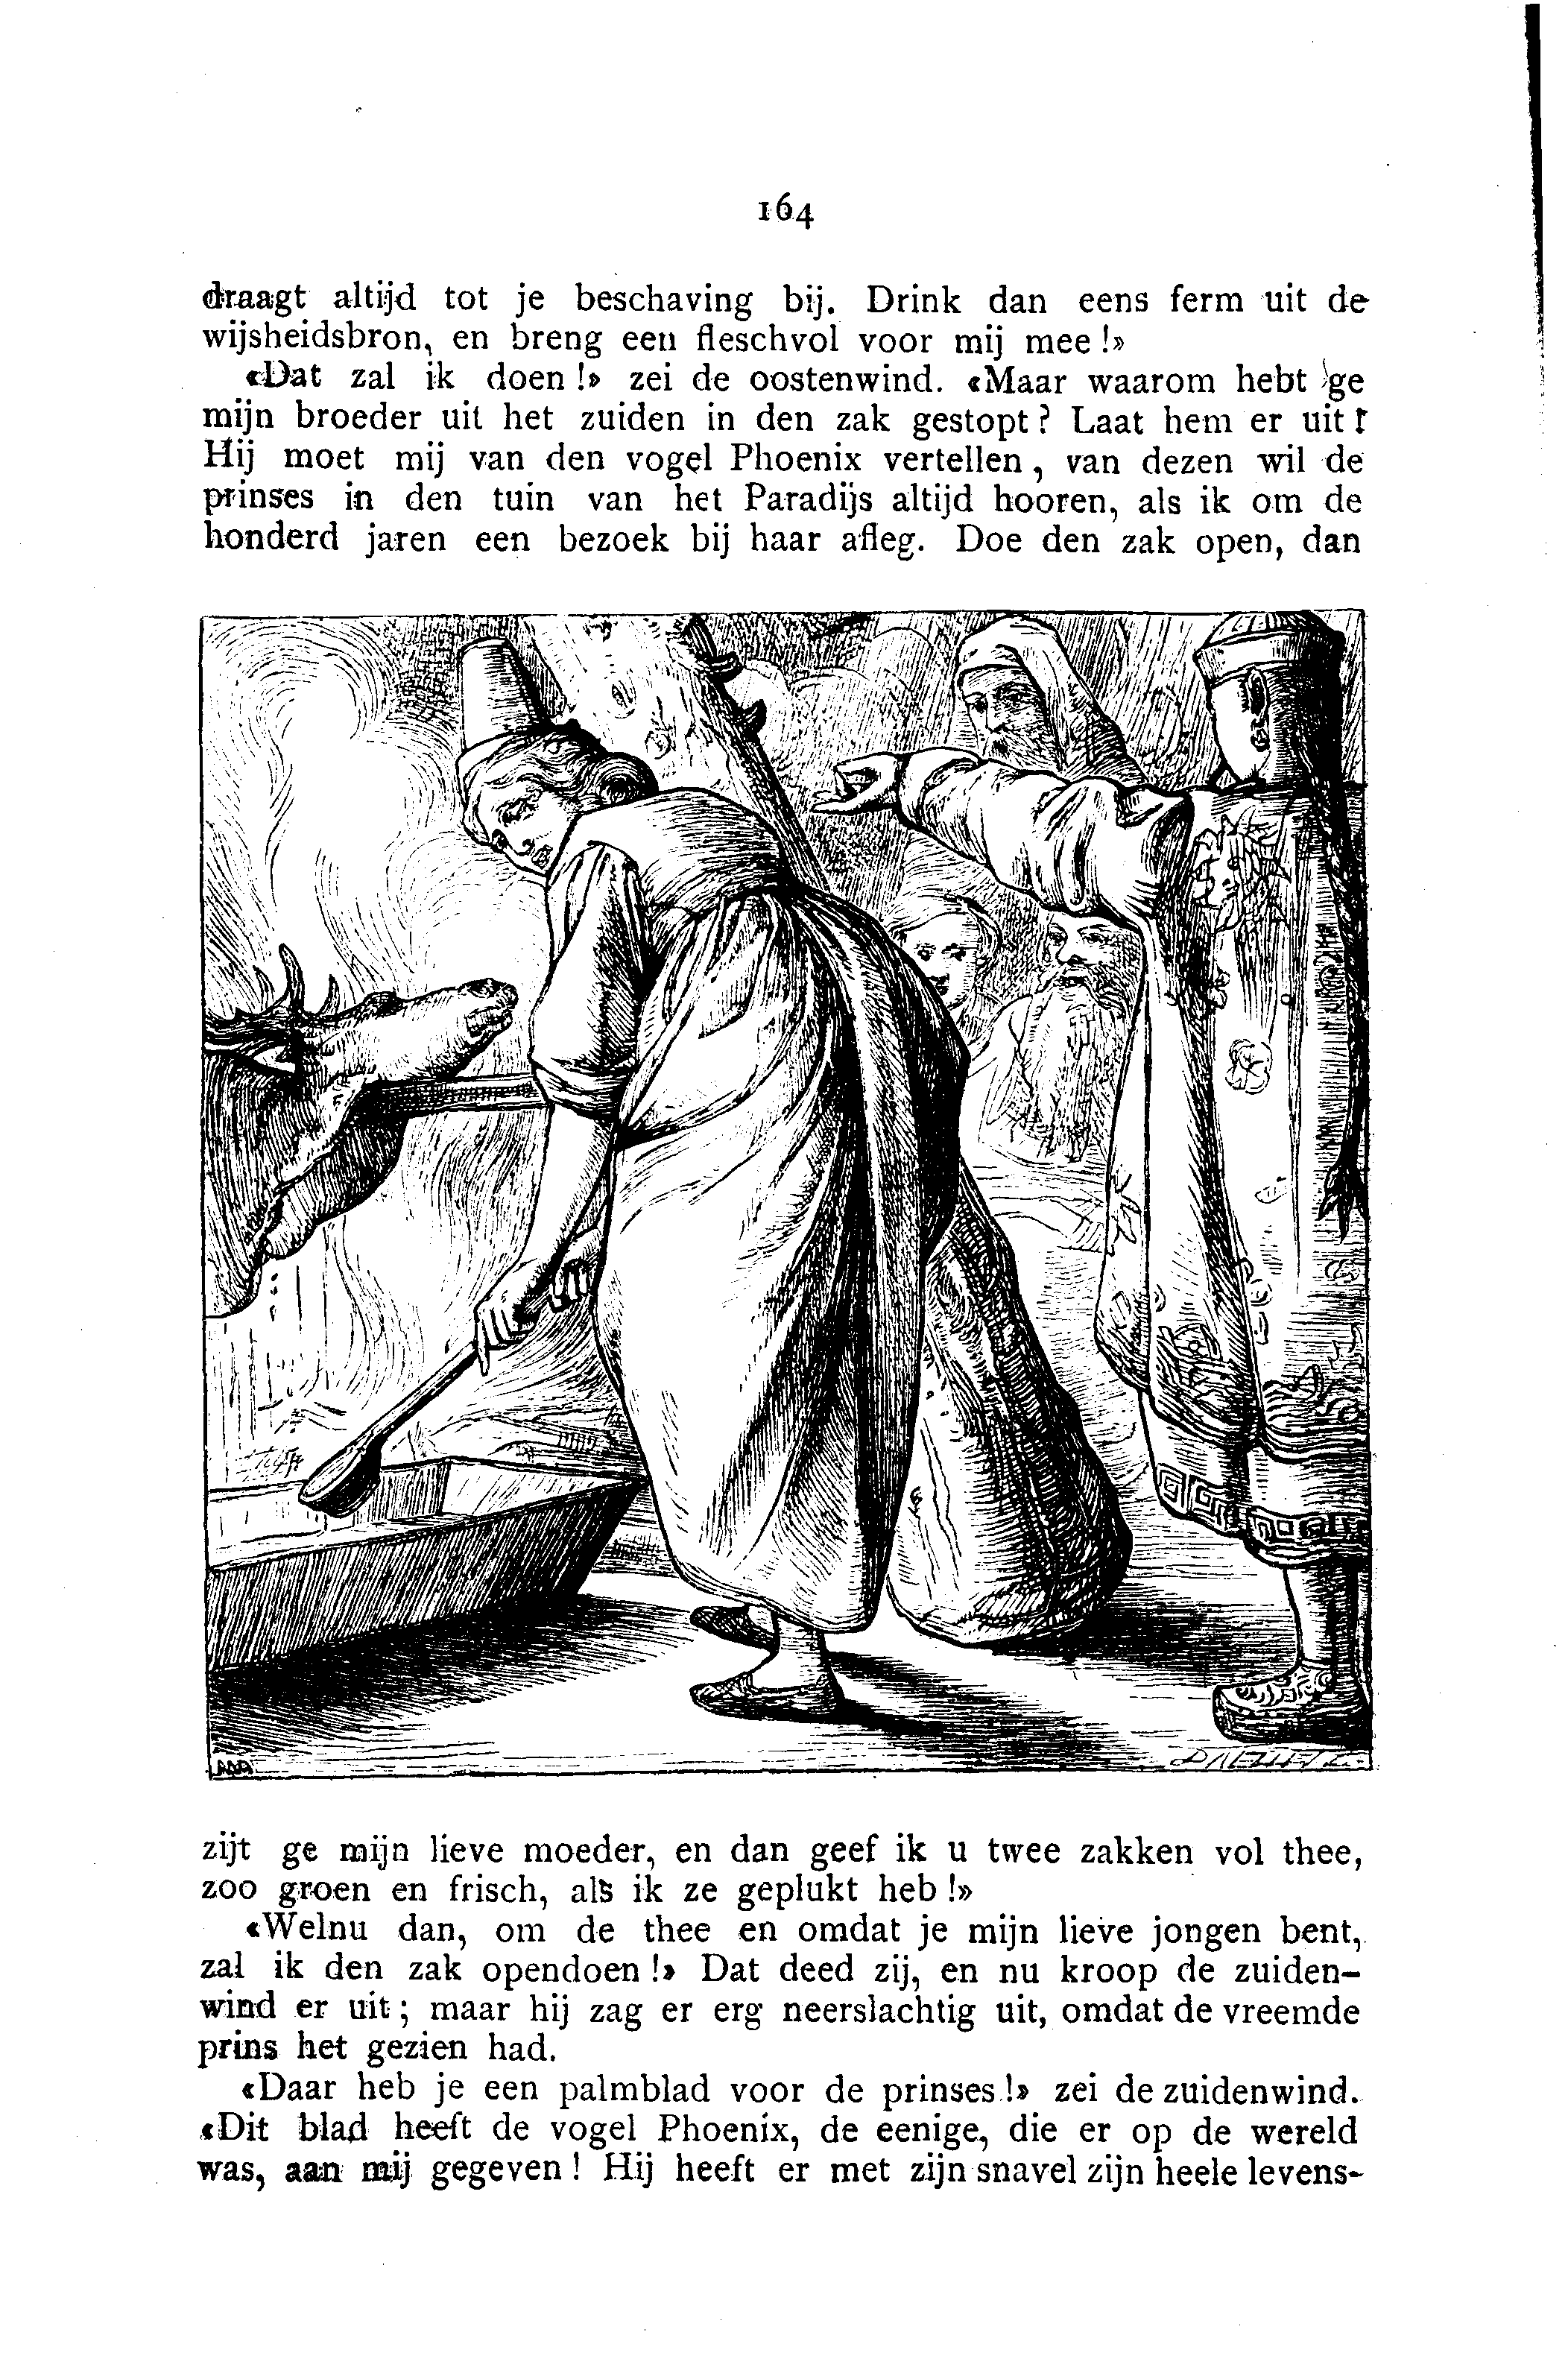 164
draagt altijd tot je beschaving bij. Drink dan eens ferm uit de
wijsheidsbron, en breng een fleschvol voor mij mee!»
«Dat zal ik doen!» zei de oostenwind. «Maar waarom hebt ge
mijn broeder uit het zuiden in den zak gestopt? Laat hem er uit!
Hij moet mij van den vogel Phoenix vertellen, van dezen wil de
prinses in den tuin van het Paradijs altijd hooren, als ik om de
honderd jaren een bezoek bij haar afleg. Doe den zak open, dan
zijt ge mijn lieve moeder, en dan geef ik u twee zakken vol thee,
zoo groen en frisch, als ik ze geplukt heb!»
«Welnu dan, om de thee en omdat je mijn lieve jongen bent,
zal ik den zak opendoen!» Dat deed zij, en nu kroop de zuiden-
wind er uit; maar hij zag er erg neerslachtig uit, omdat de vreemde
prins het gezien had.
«Daar heb je een palmblad voor de prinses!» zei de zuidenwind.
«Dit blad heeft de vogel Phoenix, de eenige, die er op de wereld
was, aan mij gegeven! Hij heeft er met zijn snavel zijn heele levens-